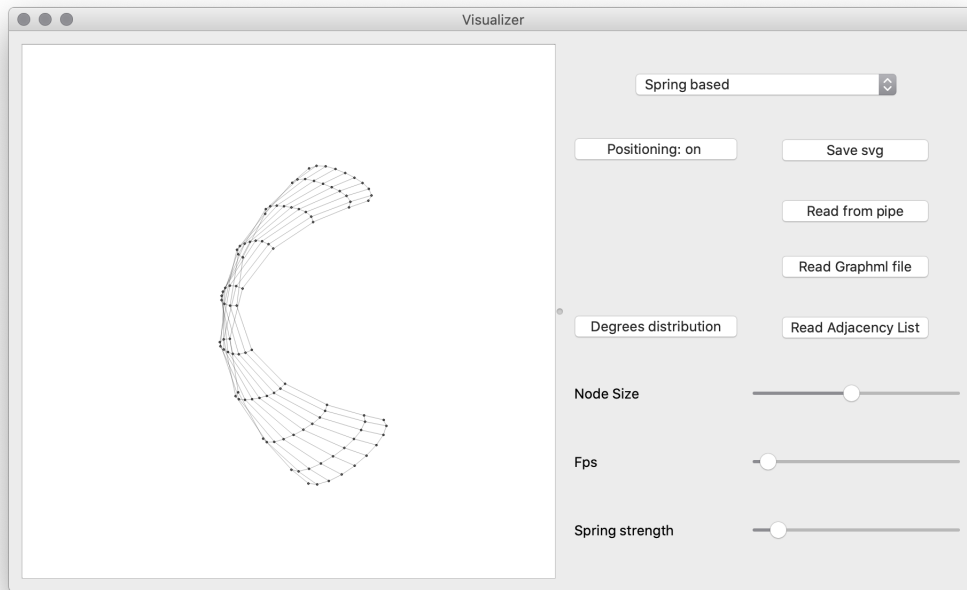 Visualizer
Spring based
Positioning: on
Save svg
Read from pipe
Read Graphml file
Degrees distribution
Read Adjacency List
Node Size
Fps
Spring strength